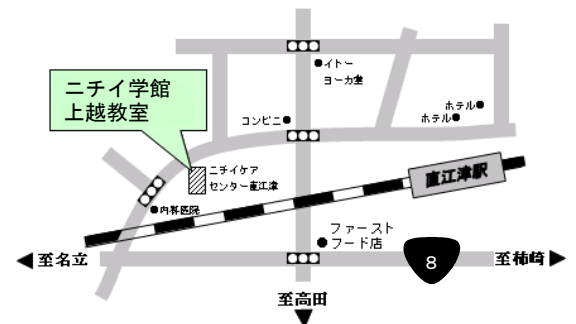 イトー
ヨーカ堂
ニチイ学館
上越教室
ホテル
ホテル
コンビニ
ニチイケア
センター直江津
直江津駅
内科医院
ファースト
フード店
至名立
8
至柿崎
至高田